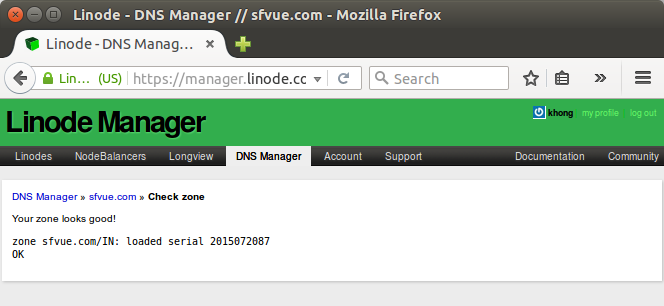 Linode - DNS Manager // sfvue.com - Mozilla Firefox
Linode - DNS Manag...
Lin... (US) https://manager.linode.cc Search
Linode Manager
khong my profile log out
Linodes NodeBalancers Longview DNS Manager Account Support Documentation Community
DNS Manager » sfvue.com » Check zone
Your zone looks good!
zone sfvue.com/IN: loaded serial 2015072087
OK